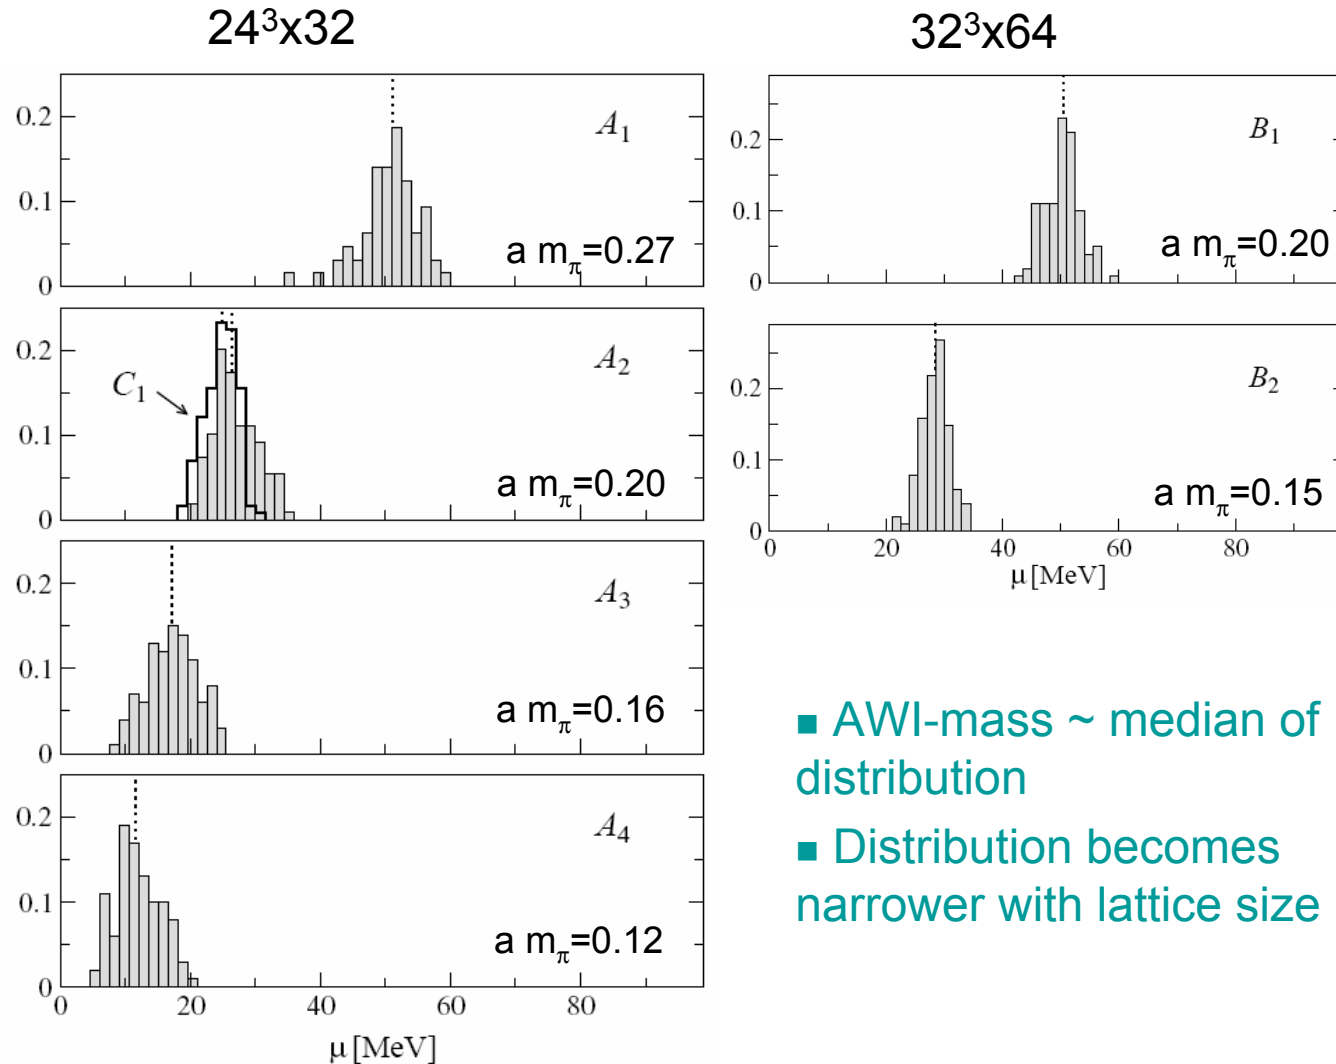 24³x32
32³x64
0.2
0.1
0
A₁
a m_π=0.27
0.2
0.1
0
C₁
A₂
a m_π=0.20
0.2
0.1
0
A₃
a m_π=0.16
0.2
0.1
0
A₄
a m_π=0.12
0 20 40 60 80
μ [MeV]
0.2
0.1
0
B₁
a m_π=0.20
0.2
0.1
0
B₂
a m_π=0.15
0 20 40 60 80
μ [MeV]
■ AWI-mass ~ median of
distribution
■ Distribution becomes
narrower with lattice size